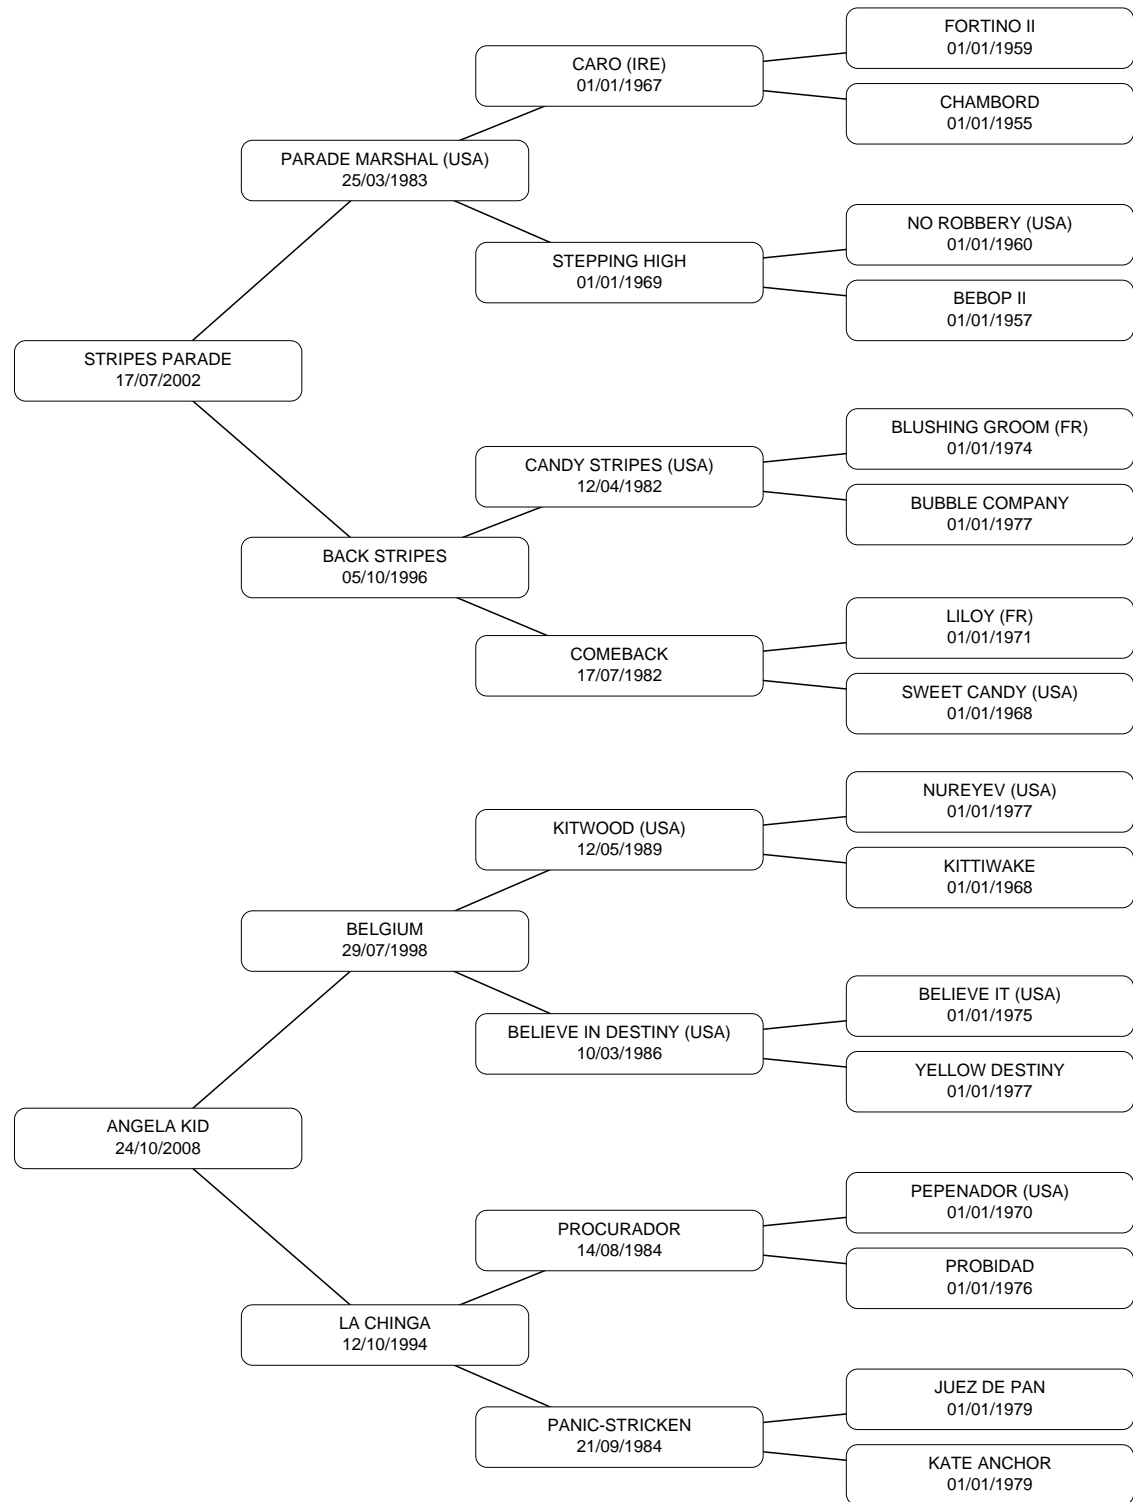 FORTINO II
01/01/1959
CARO (IRE)
01/01/1967
CHAMBORD
01/01/1955
PARADE MARSHAL (USA)
25/03/1983
NO ROBBERY (USA)
01/01/1960
STEPPING HIGH
01/01/1969
BEBOP II
01/01/1957
STRIPES PARADE
17/07/2002
BLUSHING GROOM (FR)
01/01/1974
CANDY STRIPES (USA)
12/04/1982
BUBBLE COMPANY
01/01/1977
BACK STRIPES
05/10/1996
LILOY (FR)
01/01/1971
COMEBACK
17/07/1982
SWEET CANDY (USA)
01/01/1968
NUREYEV (USA)
01/01/1977
KITWOOD (USA)
12/05/1989
KITTIWAKE
01/01/1968
BELGIUM
29/07/1998
BELIEVE IT (USA)
01/01/1975
BELIEVE IN DESTINY (USA)
10/03/1986
YELLOW DESTINY
01/01/1977
ANGELA KID
24/10/2008
PEPENADOR (USA)
01/01/1970
PROCURADOR
14/08/1984
PROBIDAD
01/01/1976
LA CHINGA
12/10/1994
JUEZ DE PAN
01/01/1979
PANIC-STRICKEN
21/09/1984
KATE ANCHOR
01/01/1979